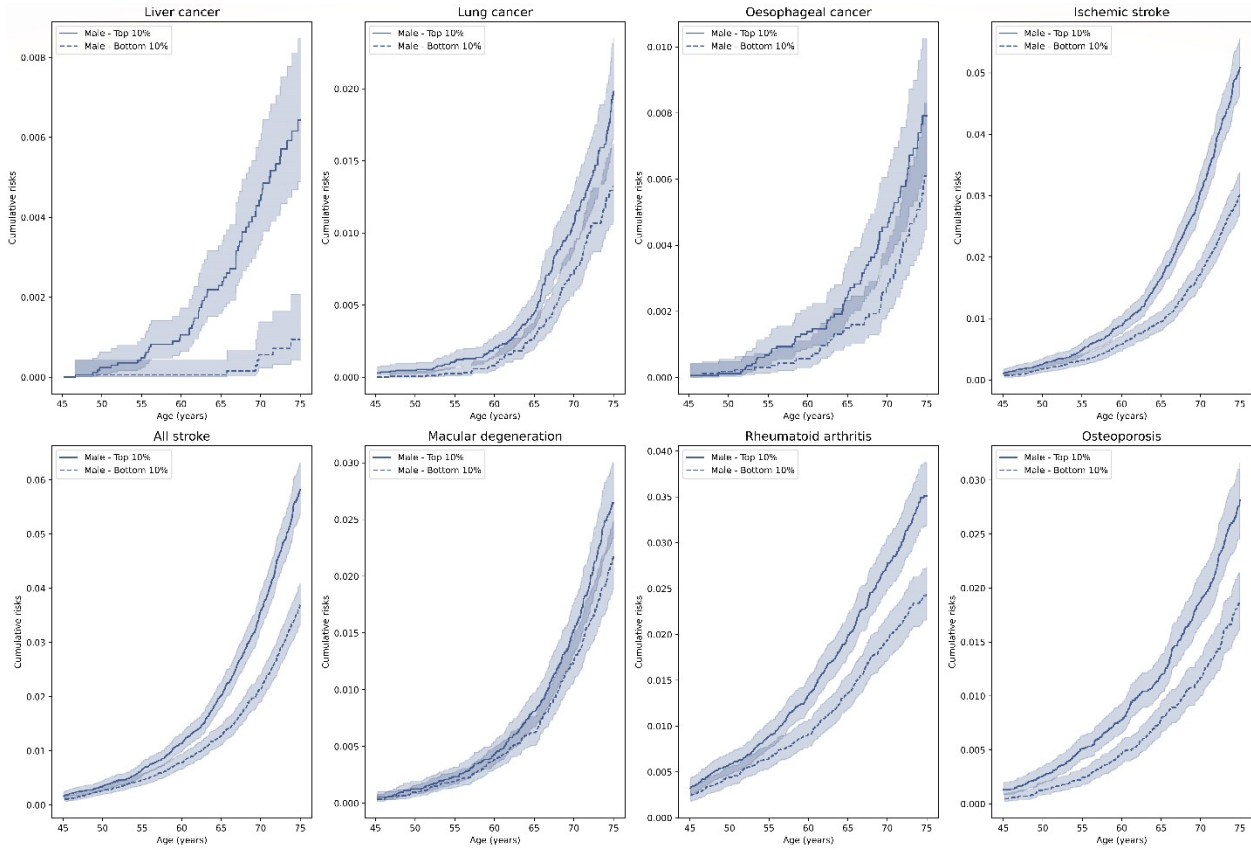 Liver cancer
Male - Top 10%
Male - Bottom 10%
Cumulative risks
0.008
0.006
0.004
0.002
0.000
45 50 55 60 65 70 75
Age (years)
Lung cancer
Male - Top 10%
Male - Bottom 10%
Cumulative risks
0.020
0.015
0.010
0.005
0.000
45 50 55 60 65 70 75
Age (years)
Oesophageal cancer
Male - Top 10%
Male - Bottom 10%
Cumulative risks
0.010
0.008
0.006
0.004
0.002
0.000
45 50 55 60 65 70 75
Age (years)
Ischemic stroke
Male - Top 10%
Male - Bottom 10%
Cumulative risks
0.05
0.04
0.03
0.02
0.01
0.00
45 50 55 60 65 70 75
Age (years)
All stroke
Male - Top 10%
Male - Bottom 10%
Cumulative risks
0.06
0.05
0.04
0.03
0.02
0.01
0.00
45 50 55 60 65 70 75
Age (years)
Macular degeneration
Male - Top 10%
Male - Bottom 10%
Cumulative risks
0.030
0.025
0.020
0.015
0.010
0.005
0.000
45 50 55 60 65 70 75
Age (years)
Rheumatoid arthritis
Male - Top 10%
Male - Bottom 10%
Cumulative risks
0.040
0.035
0.030
0.025
0.020
0.015
0.010
0.005
0.000
45 50 55 60 65 70 75
Age (years)
Osteoporosis
Male - Top 10%
Male - Bottom 10%
Cumulative risks
0.030
0.025
0.020
0.015
0.010
0.005
0.000
45 50 55 60 65 70 75
Age (years)